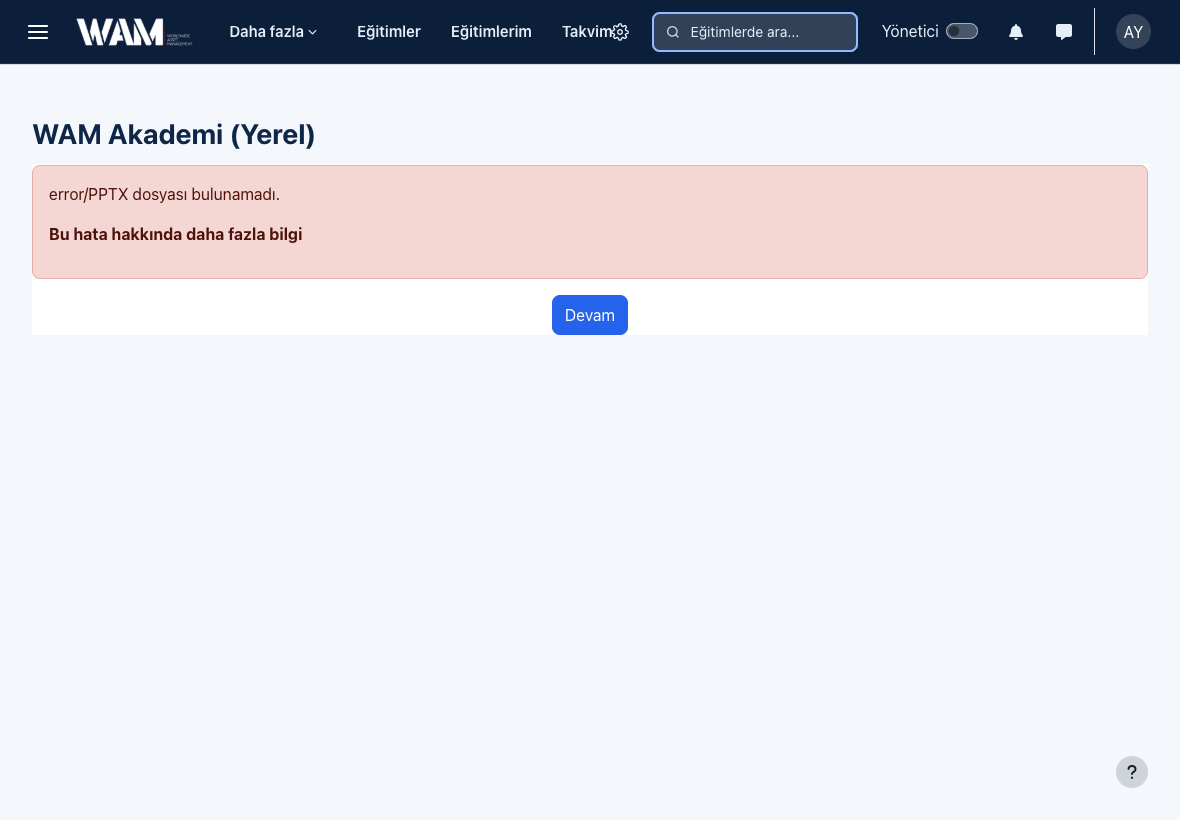 WAM
Daha fazla
Eğitimler
Eğitimlerim
Takvim
Eğitimlerde ara...
Yönetici
AY
WAM Akademi (Yerel)
error/PPTX dosyası bulunamadı.
Bu hata hakkında daha fazla bilgi
Devam
?